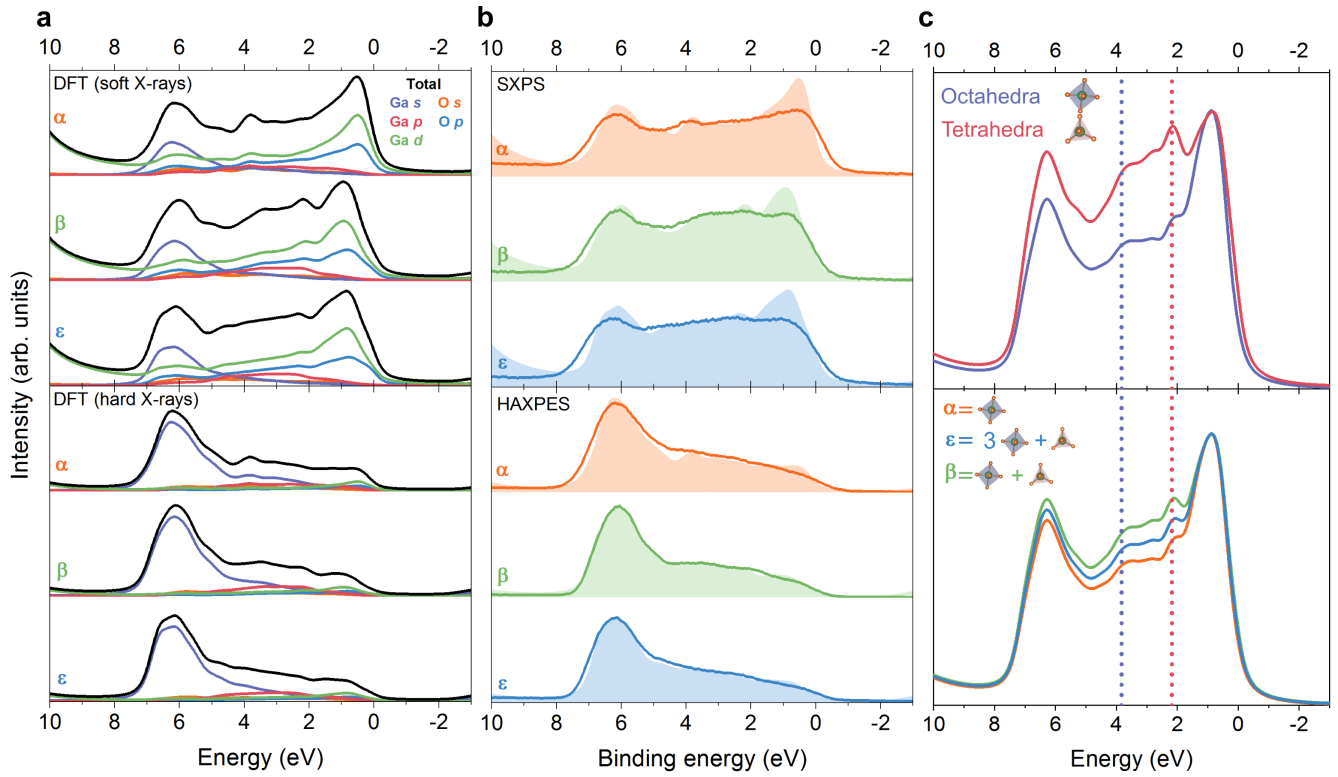 a
10 8 6 4 2 0 -2
DFT (soft X-rays)
Total
Ga s O s
Ga p O p
Ga d
α
β
ε
DFT (hard X-rays)
α
β
ε
10 8 6 4 2 0 -2
Energy (eV)
Intensity (arb. units)
b
10 8 6 4 2 0 -2
SXPS
α
β
ε
HAXPES
α
β
ε
10 8 6 4 2 0 -2
Binding energy (eV)
c
10 8 6 4 2 0 -2
Octahedra
Tetrahedra
α=
ε= 3 +
β= +
10 8 6 4 2 0 -2
Energy (eV)